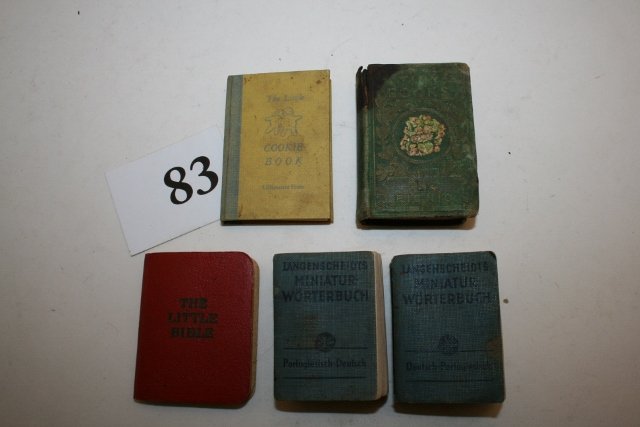 83
The Little
COOKIE
BOOK
THE
LITTLE
BIBLE
LANGENSCHEIDTS
MINIATUR-
WÖRTERBUCH
Portugiesisch-Deutsch
LANGENSCHEIDTS
MINIATUR-
WÖRTERBUCH
Deutsch-Portugiesisch